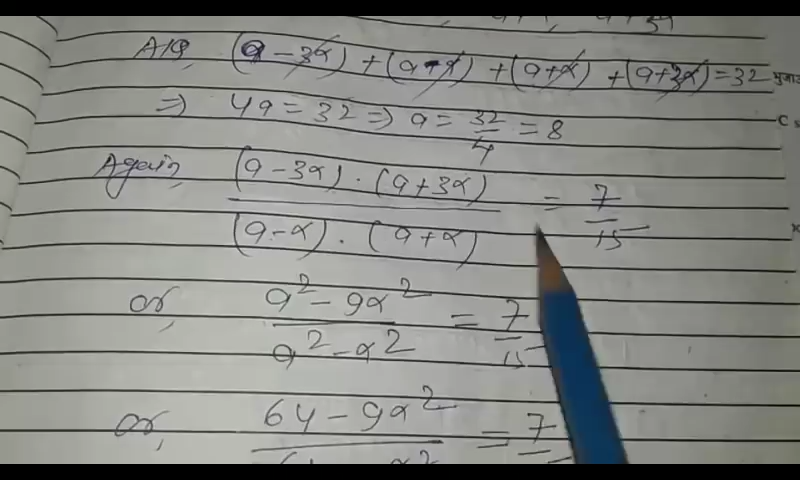 A/Q, (a - 3α) + (a - α) + (a + α) + (a + 3α) = 32
⇒ 4a = 32 ⇒ a = 32/4 = 8
Again, (a - 3α) · (a + 3α) / (a - α) · (a + α) = 7/15
or, a² - 9α² / a² - α² = 7/15
or, 64 - 9α² = 7